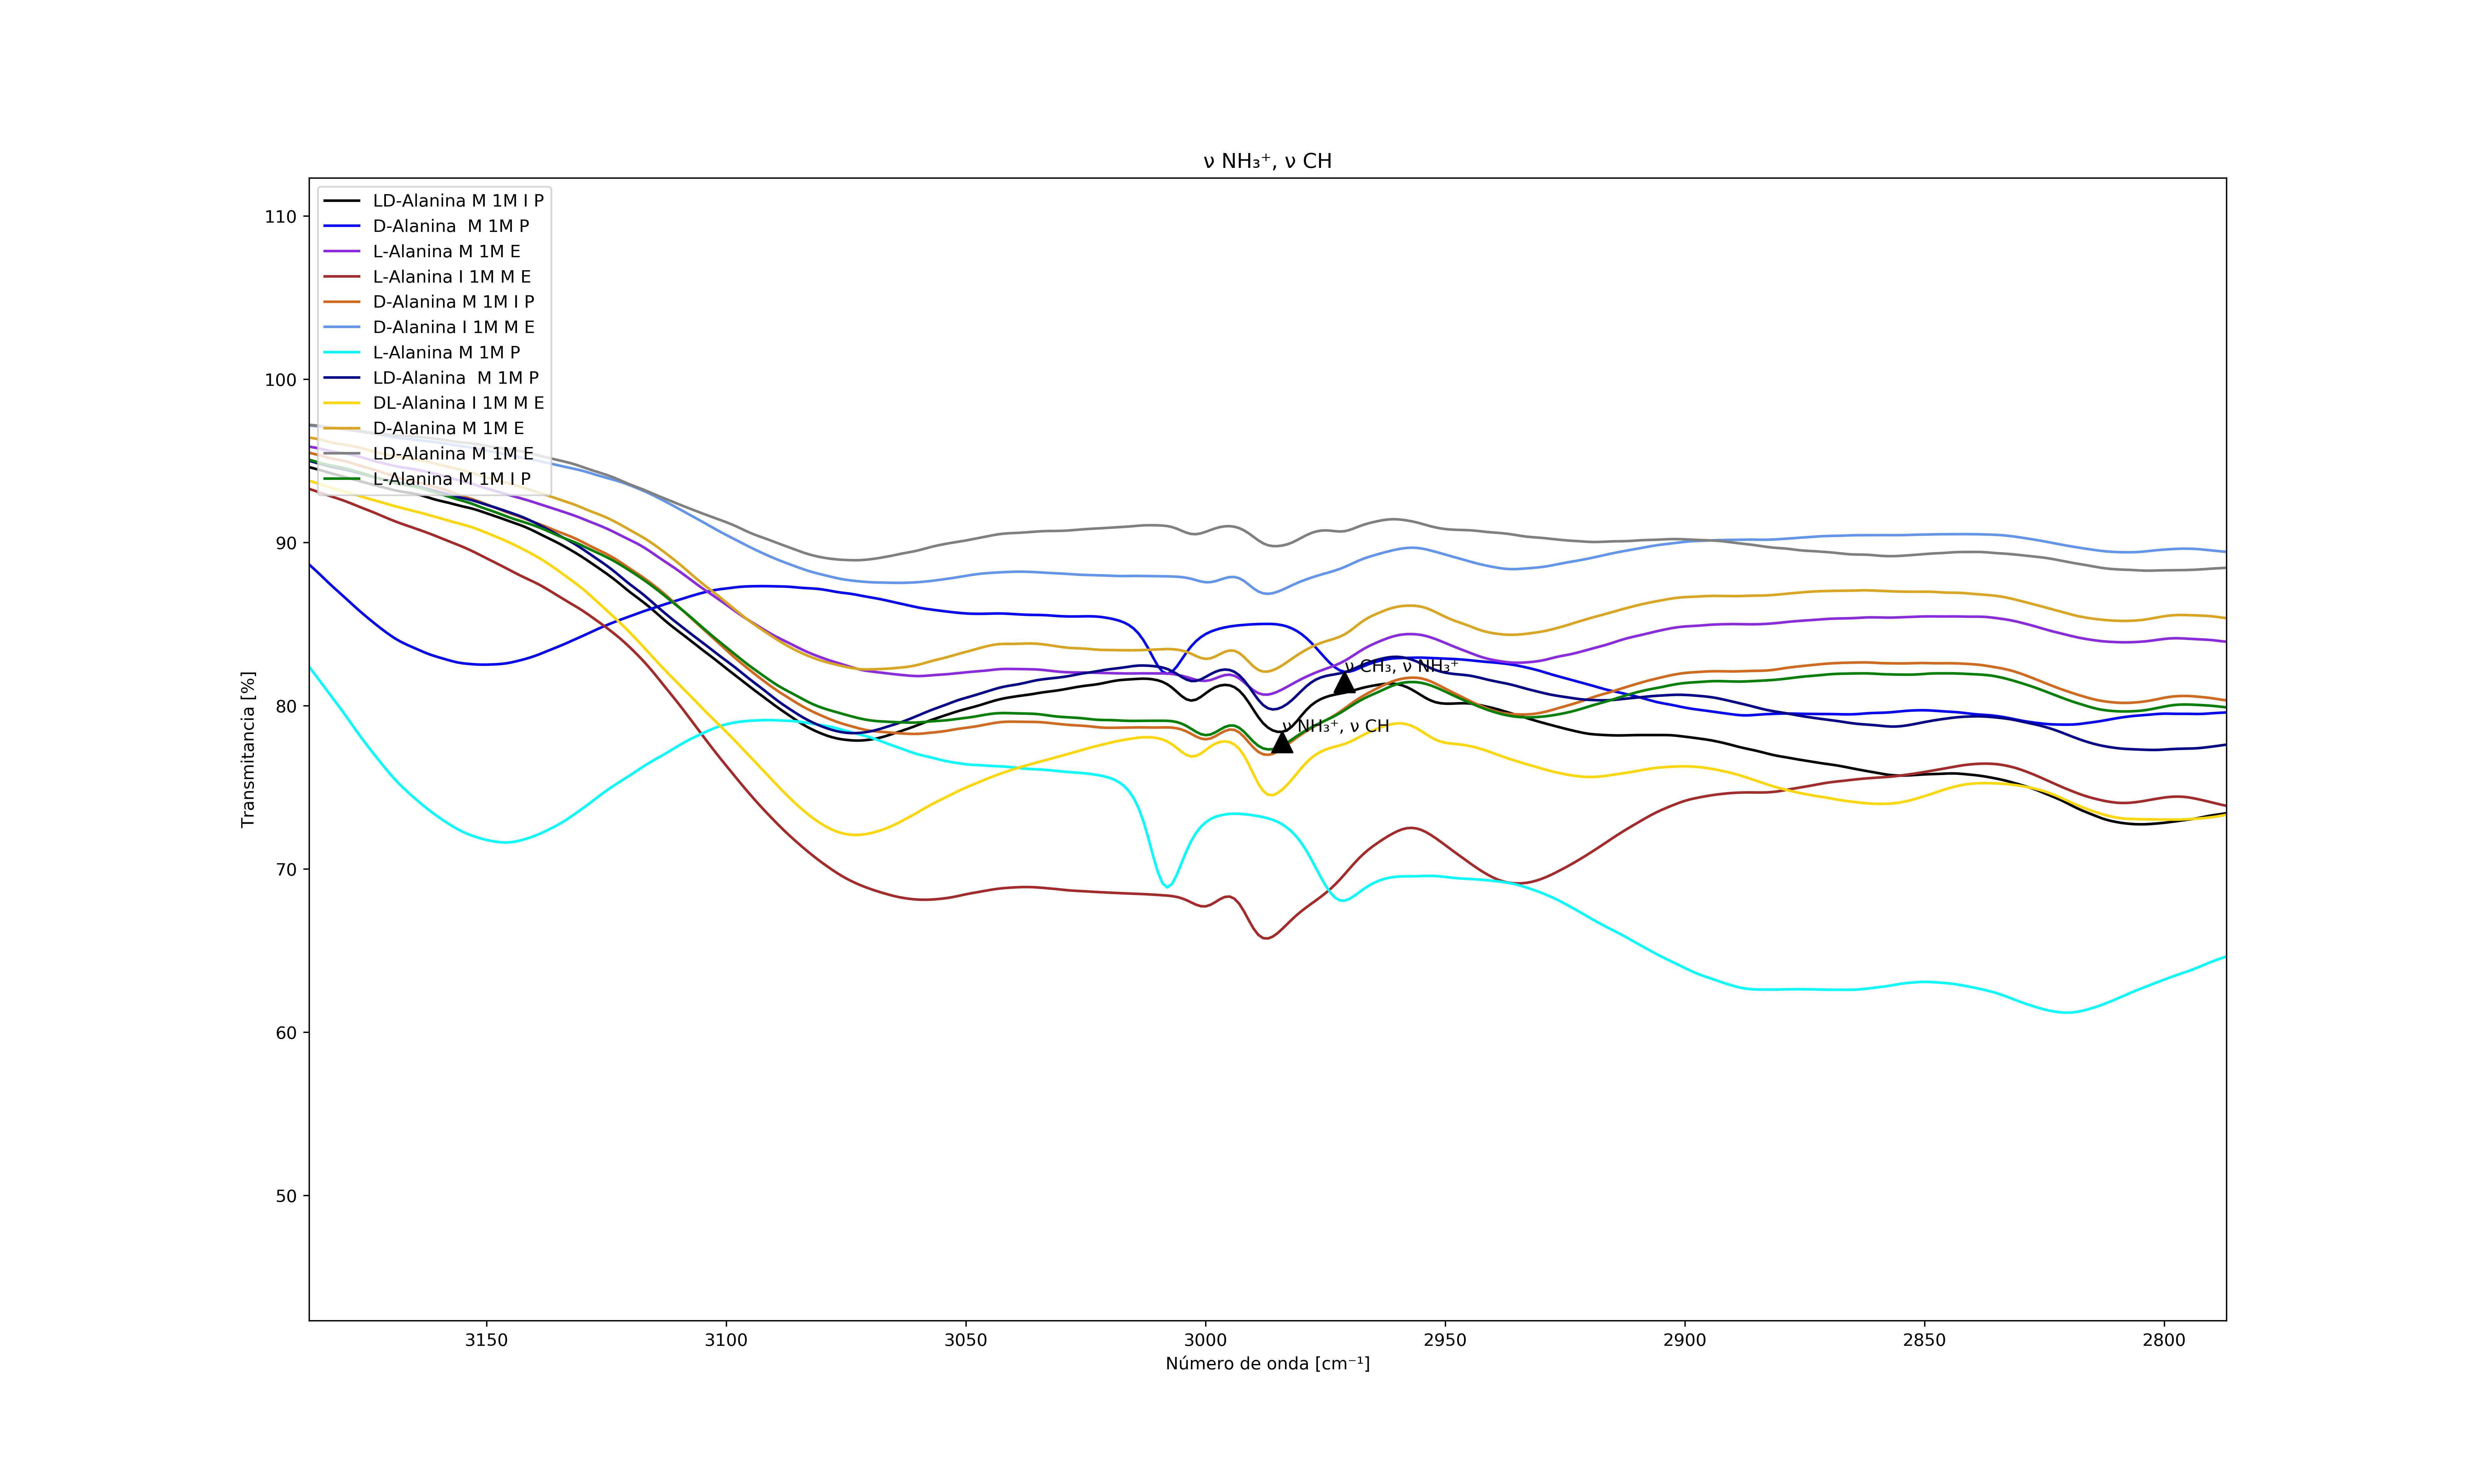 ν NH₃⁺, ν CH
LD-Alanina M 1M I P
D-Alanina  M 1M P
L-Alanina M 1M E
L-Alanina I 1M M E
D-Alanina M 1M I P
D-Alanina I 1M M E
L-Alanina M 1M P
LD-Alanina  M 1M P
DL-Alanina I 1M M E
D-Alanina M 1M E
LD-Alanina M 1M E
L-Alanina M 1M I P
110
100
90
80
70
60
50
Transmitancia [%]
ν CH₃, ν NH₃⁺
ν NH₃⁺, ν CH
3150 3100 3050 3000 2950 2900 2850 2800
Número de onda [cm⁻¹]